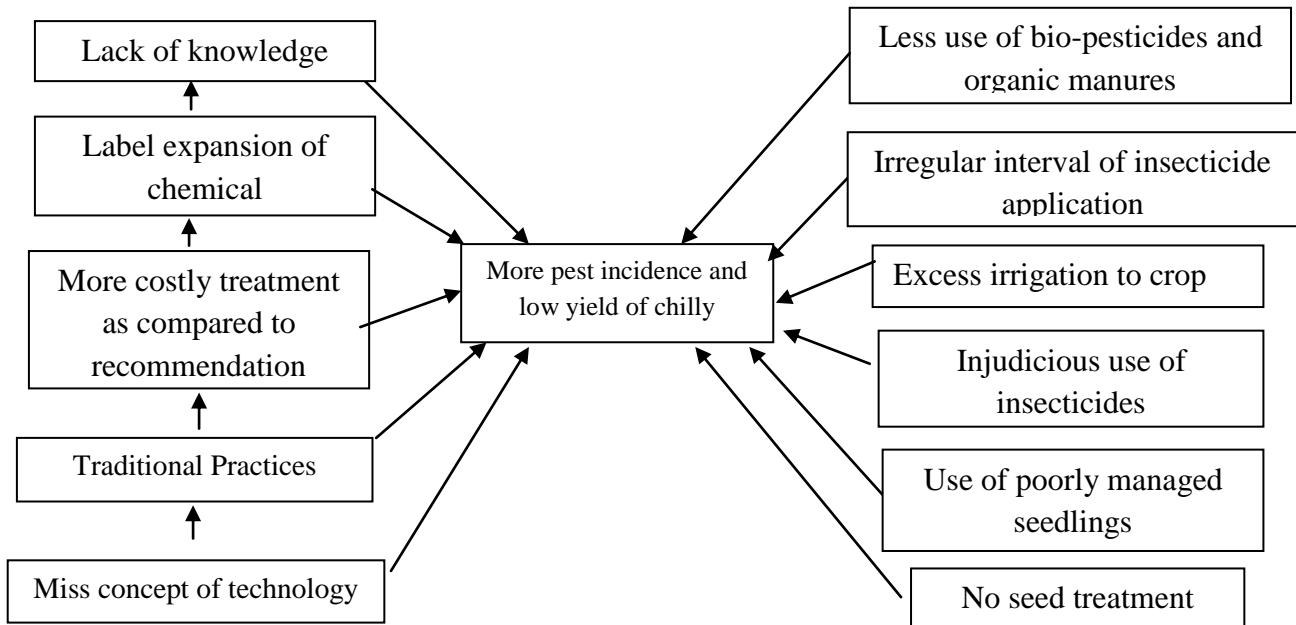 Lack of knowledge
Label expansion of
chemical
More costly treatment
as compared to
recommendation
Traditional Practices
Miss concept of technology
More pest incidence and
low yield of chilly
Less use of bio-pesticides and
organic manures
Irregular interval of insecticide
application
Excess irrigation to crop
Injudicious use of
insecticides
Use of poorly managed
seedlings
No seed treatment